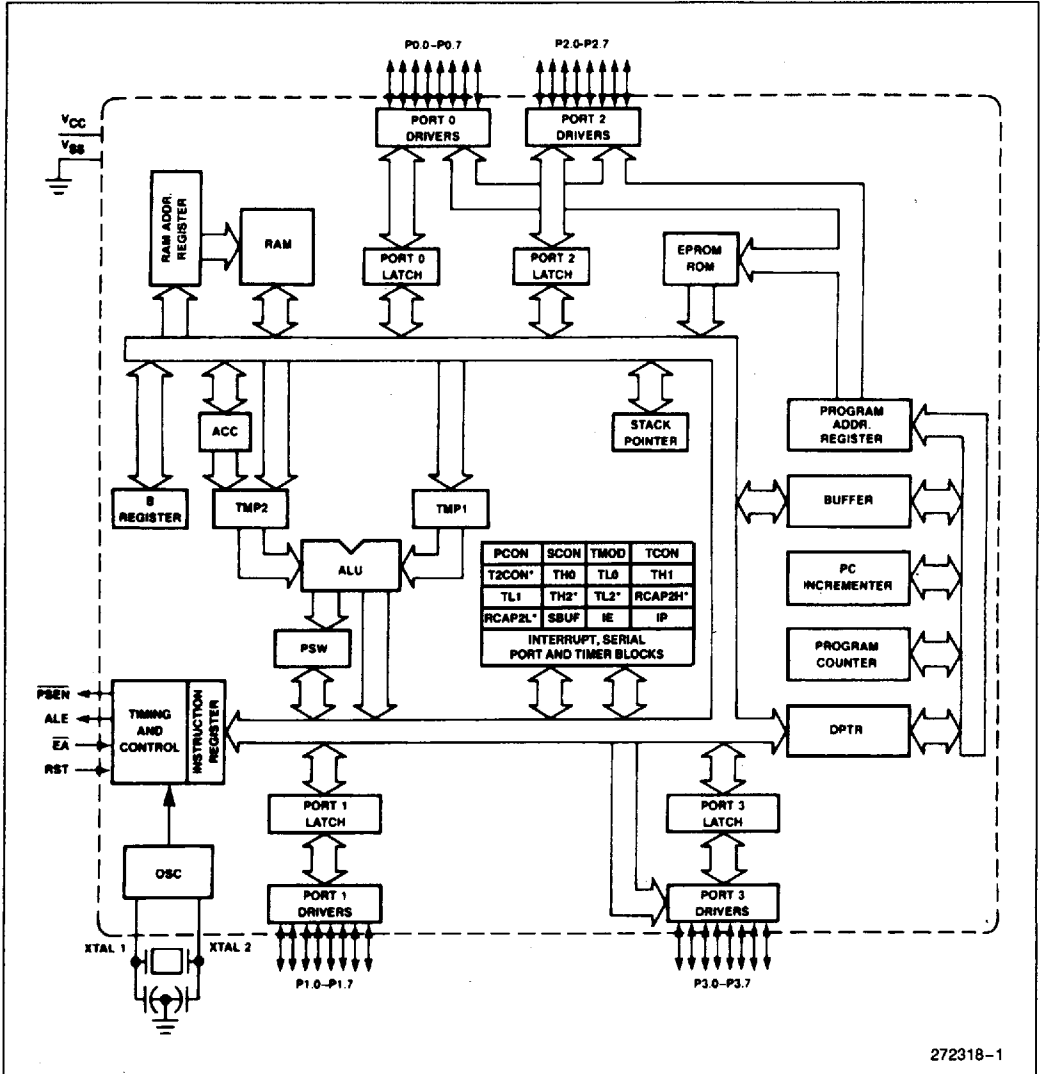 P0.0–P0.7
P2.0–P2.7
VCC
VSS
PORT 0
DRIVERS
PORT 2
DRIVERS
RAM ADDR.
REGISTER
RAM
PORT 0
LATCH
PORT 2
LATCH
EPROM
ROM
ACC
STACK
POINTER
PROGRAM
ADDR.
REGISTER
B
REGISTER
TMP2
TMP1
BUFFER
ALU
PCON SCON TMOD TCON
T2CON* TH0 TL0 TH1
TL1 TH2* TL2* RCAP2H*
RCAP2L* SBUF IE IP
INTERRUPT, SERIAL
PORT AND TIMER BLOCKS
PC
INCREMENTER
PSW
PROGRAM
COUNTER
PSEN
ALE
EA
RST
TIMING
AND
CONTROL
INSTRUCTION
REGISTER
DPTR
PORT 1
LATCH
PORT 3
LATCH
OSC
PORT 1
DRIVERS
PORT 3
DRIVERS
XTAL 1
XTAL 2
P1.0–P1.7
P3.0–P3.7
272318–1